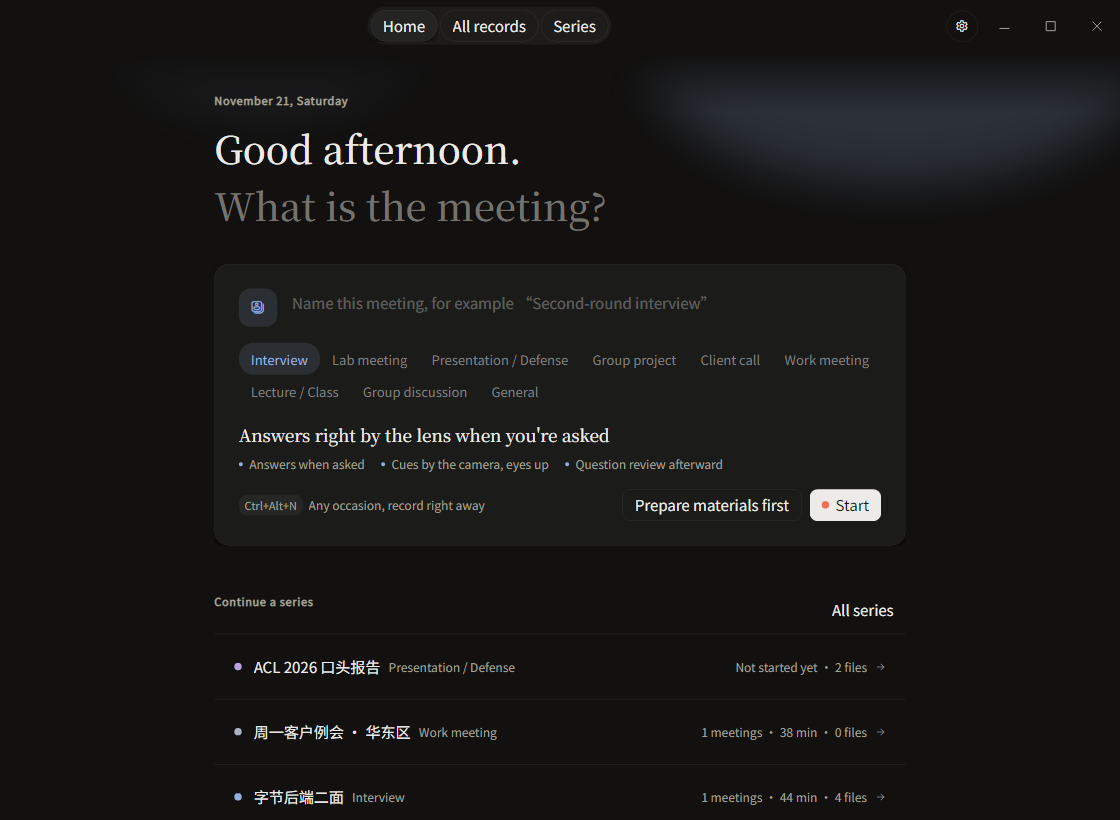 Home All records Series
November 21, Saturday
Good afternoon.
What is the meeting?
Name this meeting, for example “Second-round interview”
Interview Lab meeting Presentation / Defense Group project Client call Work meeting
Lecture / Class Group discussion General
Answers right by the lens when you're asked
• Answers when asked • Cues by the camera, eyes up • Question review afterward
Ctrl+Alt+N Any occasion, record right away Prepare materials first Start
Continue a series All series
ACL 2026 口头报告 Presentation / Defense Not started yet • 2 files →
周一客户例会 · 华东区 Work meeting 1 meetings • 38 min • 0 files →
字节后端二面 Interview 1 meetings • 44 min • 4 files →